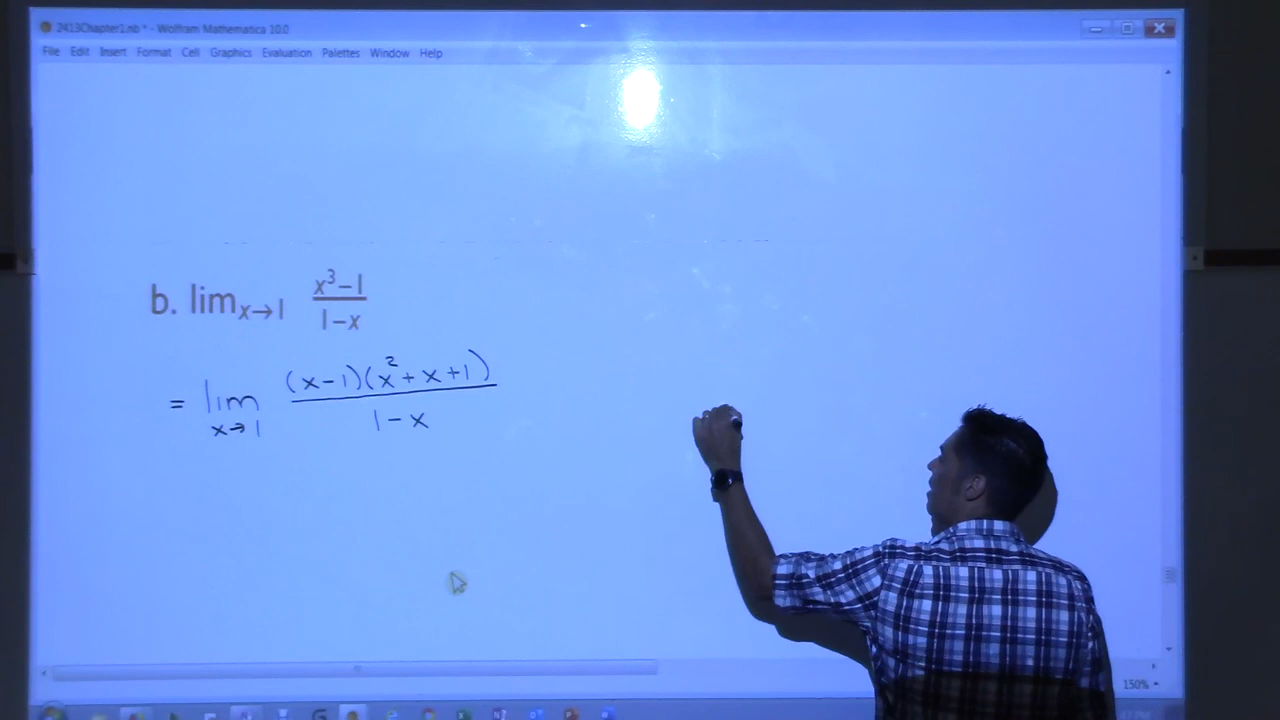 2413Chapter1.nb * - Wolfram Mathematica 10.0
File Edit Insert Format Cell Graphics Evaluation Palettes Window Help
b. lim x→1 (x³−1)/(1−x)
= lim x→1 (x−1)(x²+x+1)/(1−x)
150%